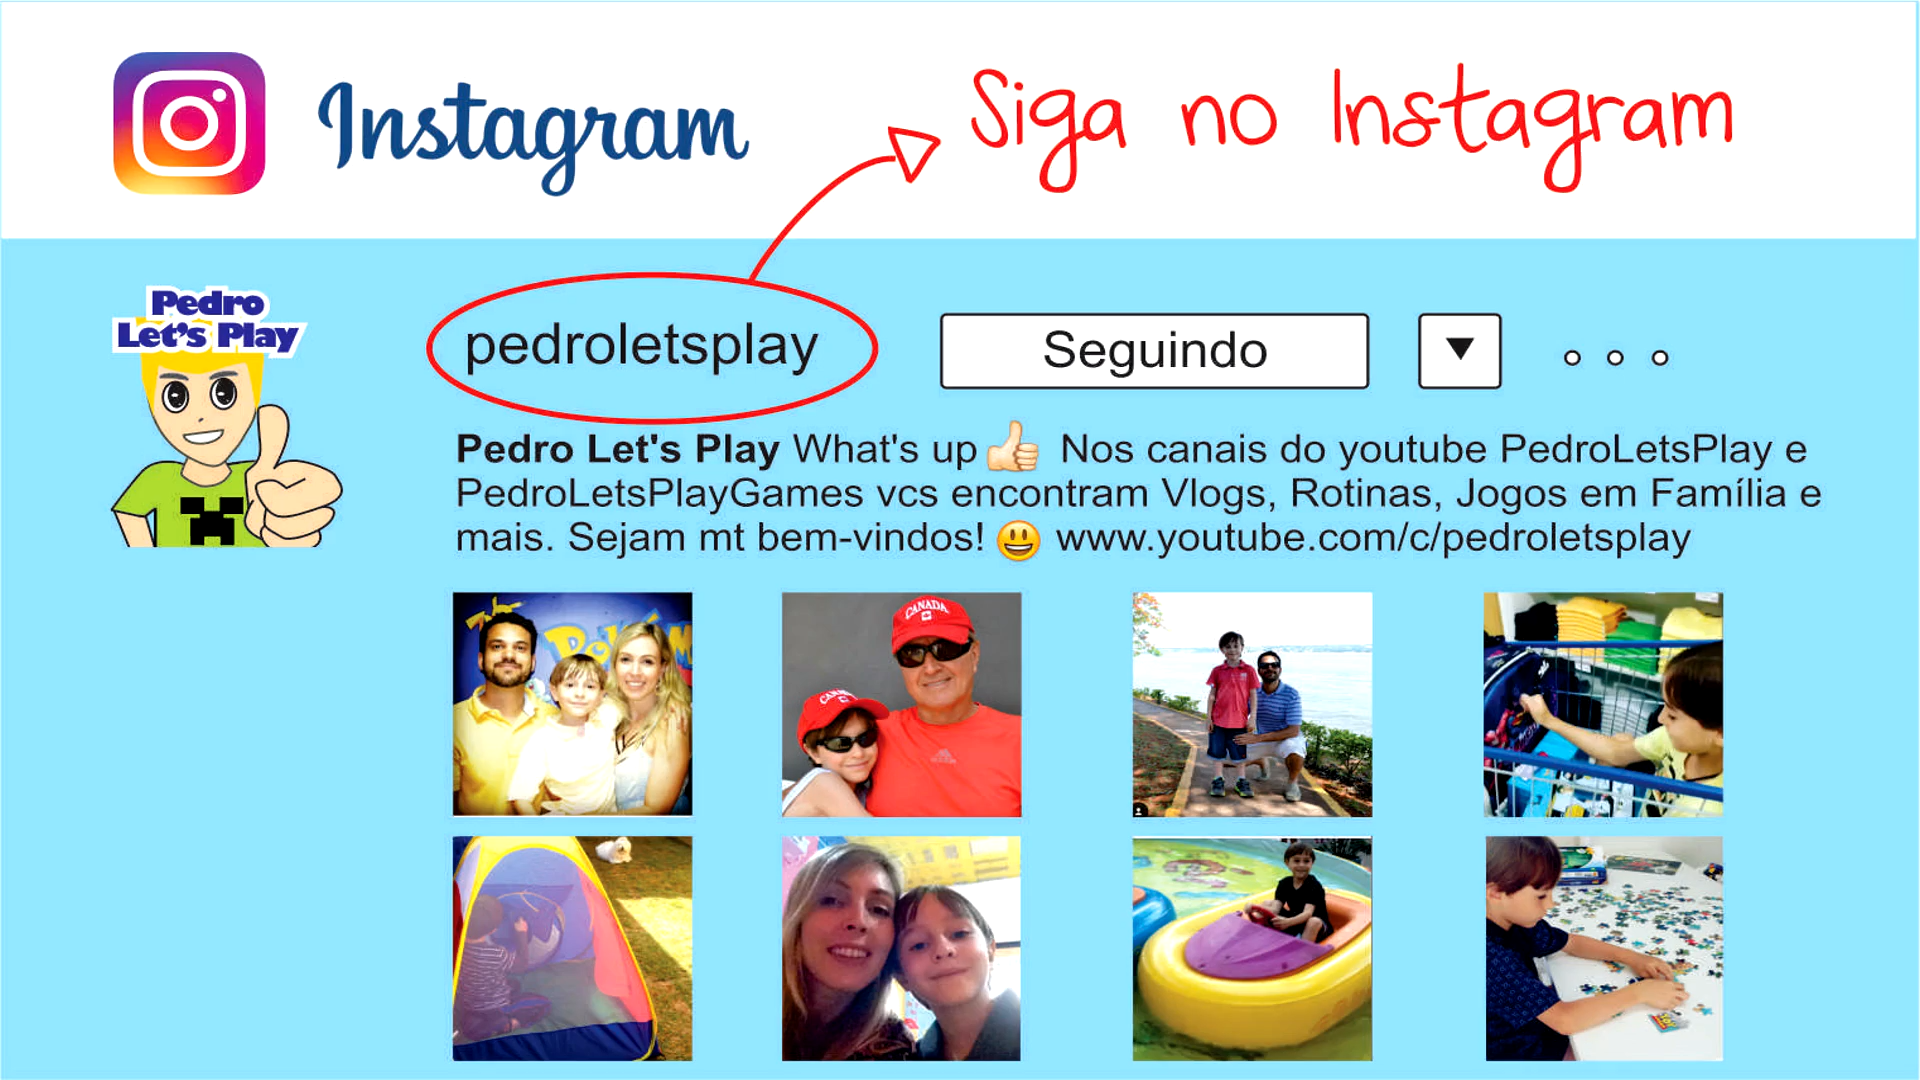 Instagram
Siga no Instagram
Pedro
Let's Play
pedroletsplay
Seguindo
Pedro Let's Play What's up 👍 Nos canais do youtube PedroLetsPlay e
PedroLetsPlayGames vcs encontram Vlogs, Rotinas, Jogos em Família e
mais. Sejam mt bem-vindos! 😃 www.youtube.com/c/pedroletsplay
CANADA